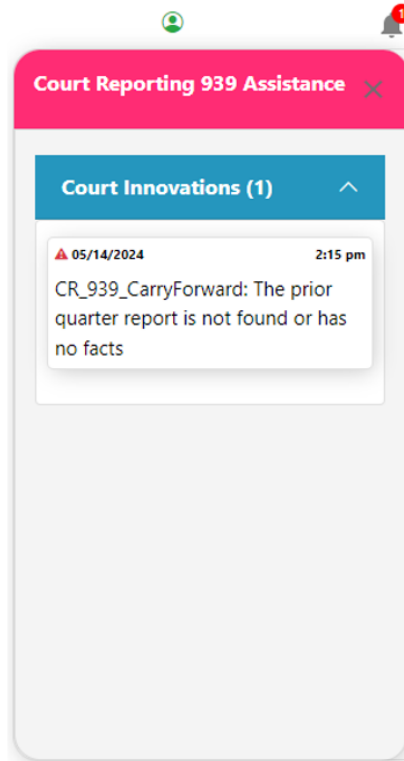 1
Court Reporting 939 Assistance
Court Innovations (1)
05/14/2024 2:15 pm
CR_939_CarryForward: The prior
quarter report is not found or has
no facts